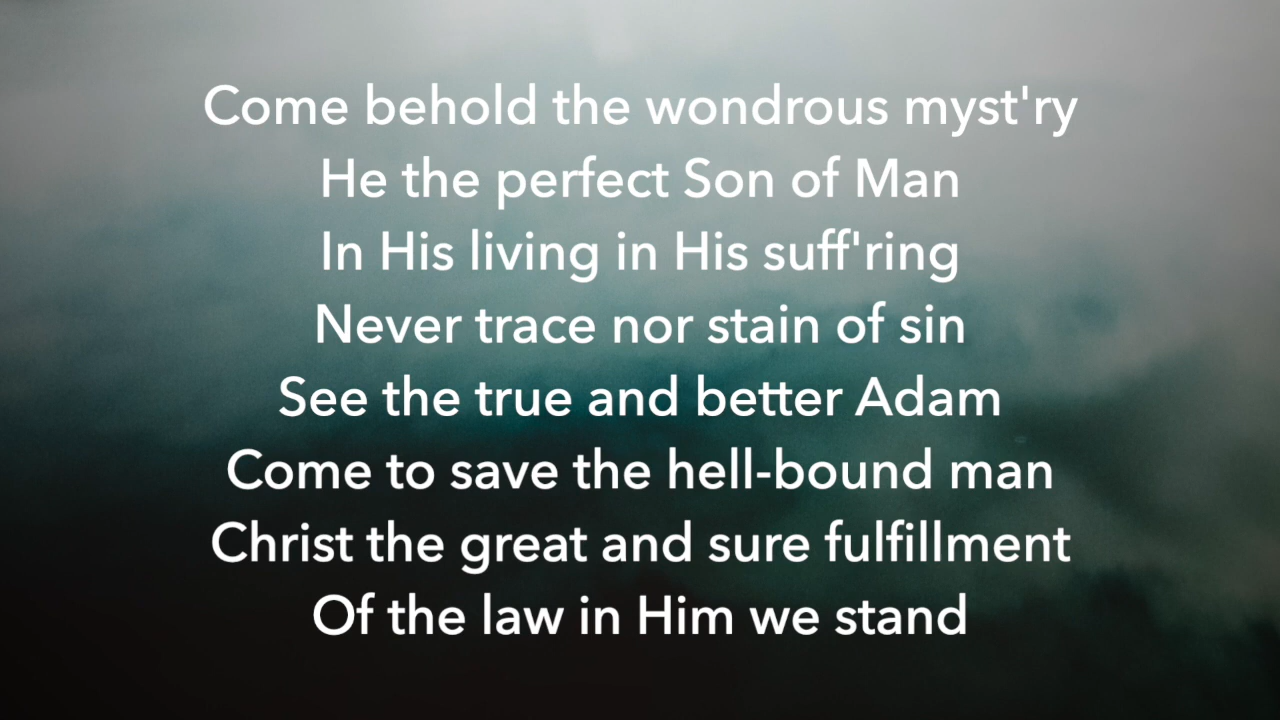 Come behold the wondrous myst'ry
He the perfect Son of Man
In His living in His suff'ring
Never trace nor stain of sin
See the true and better Adam
Come to save the hell-bound man
Christ the great and sure fulfillment
Of the law in Him we stand